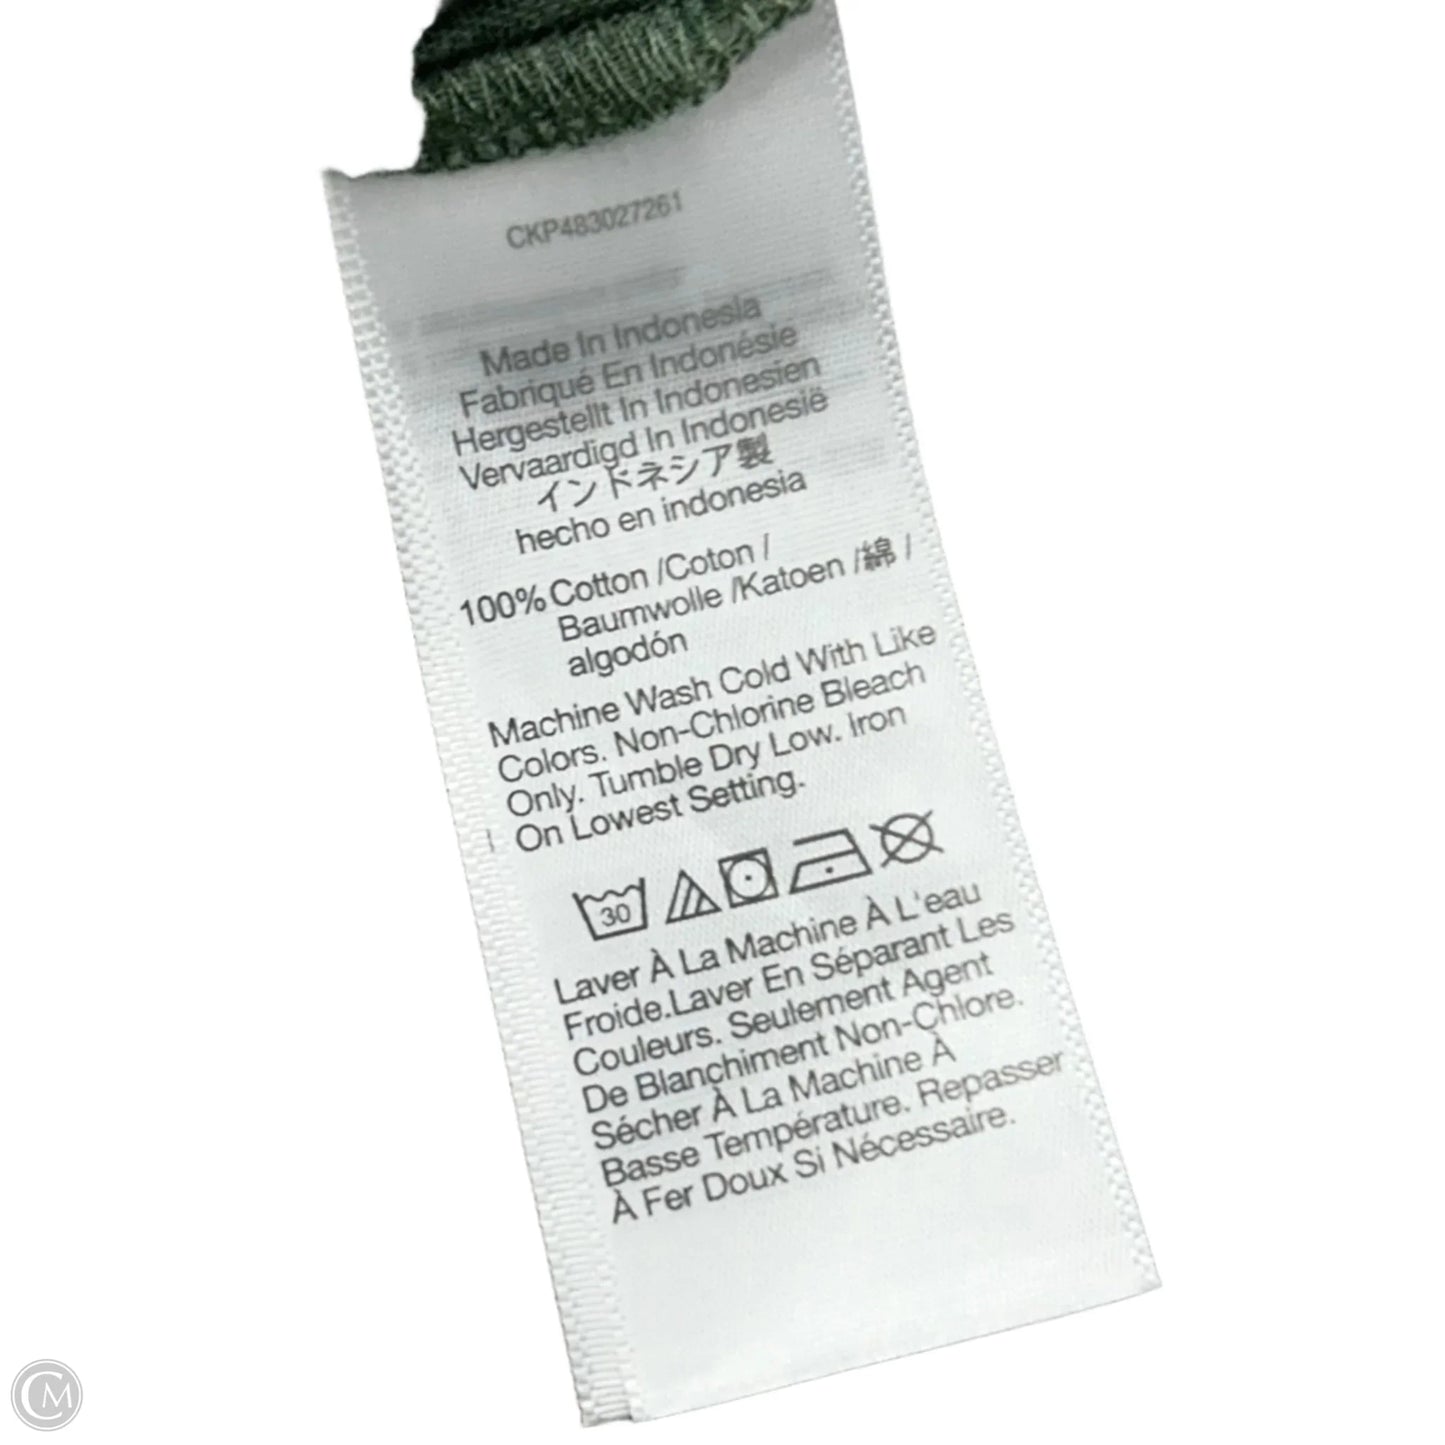 CKP483027261
Made In Indonesia
Fabriqué En Indonésie
Hergestellt In Indonesien
Vervaardigd In Indonesië
インドネシア製
hecho en indonesia
100% Cotton /Coton /
Baumwolle /Katoen /綿 /
algodón
Machine Wash Cold With Like
Colors. Non-Chlorine Bleach
Only. Tumble Dry Low. Iron
On Lowest Setting.
30
Laver À La Machine À L'eau
Froide.Laver En Séparant Les
Couleurs. Seulement Agent
De Blanchiment Non-Chlore.
Sécher À La Machine À
Basse Température. Repasser
À Fer Doux Si Nécessaire.
CM